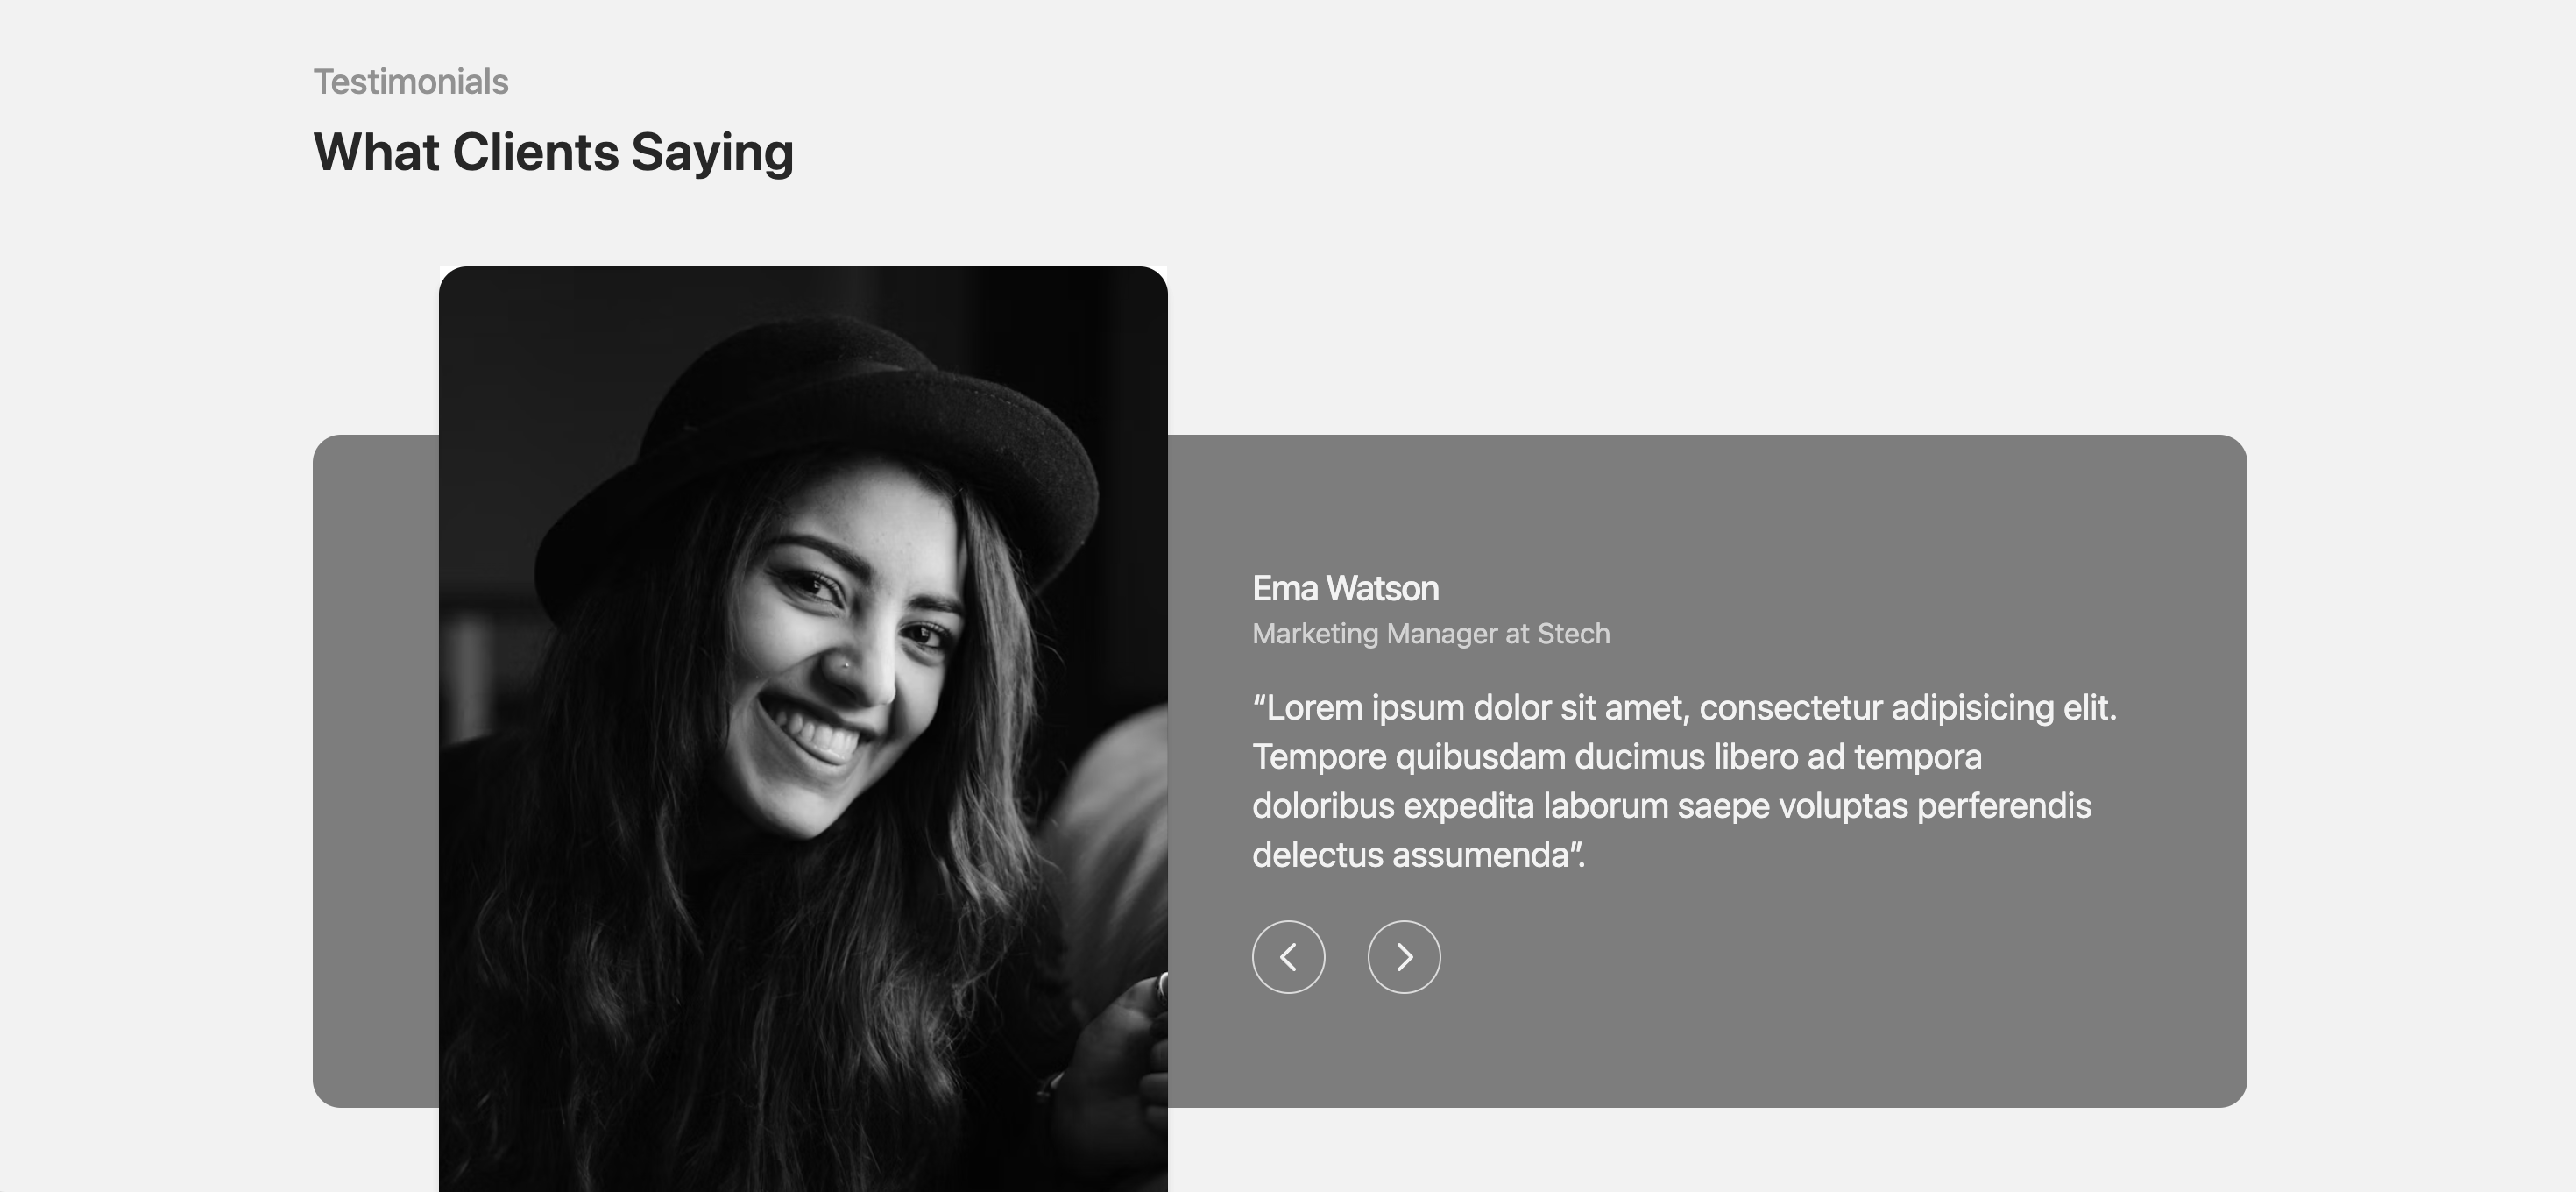 Testimonials
What Clients Saying
Ema Watson
Marketing Manager at Stech
“Lorem ipsum dolor sit amet, consectetur adipisicing elit.
Tempore quibusdam ducimus libero ad tempora
doloribus expedita laborum saepe voluptas perferendis
delectus assumenda”.